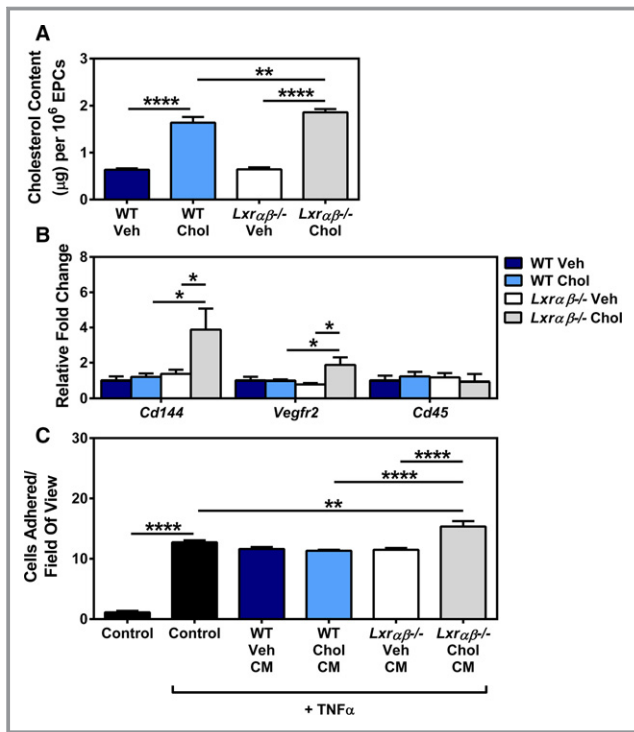 A
Cholesterol Content
(µg) per 10⁶ EPCs
3
2
1
0
**
****
****
WT
Veh
WT
Chol
Lxrαβ-/-
Veh
Lxrαβ-/-
Chol
B
Relative Fold Change
8
6
4
2
0
*
*
*
*
Cd144
Vegfr2
Cd45
WT Veh
WT Chol
Lxrαβ-/- Veh
Lxrαβ-/- Chol
C
Cells Adhered/
Field Of View
30
20
10
0
****
****
**
****
Control
Control
WT
Veh
CM
WT
Chol
CM
Lxrαβ-/-
Veh
CM
Lxrαβ-/-
Chol
CM
+ TNFα